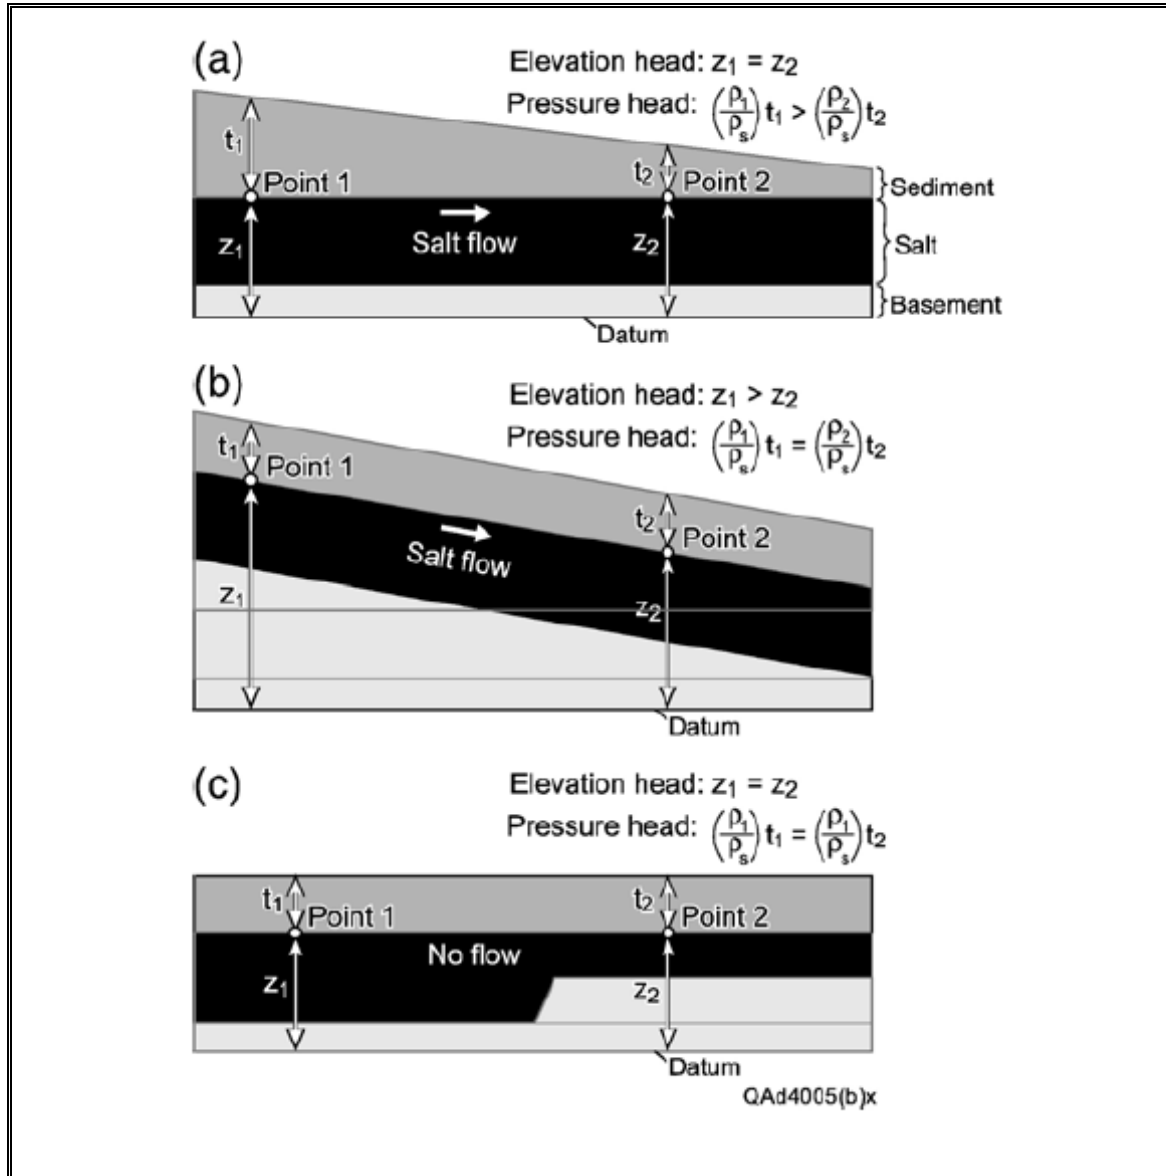 (a)
Elevation head: z₁ = z₂
Pressure head: (ρ₁/ρₛ) t₁ > (ρ₂/ρₛ) t₂
t₁
t₂
Point 1
Point 2
Sediment
z₁
Salt flow
z₂
Salt
Basement
Datum
(b)
Elevation head: z₁ > z₂
Pressure head: (ρ₁/ρₛ) t₁ = (ρ₂/ρₛ) t₂
t₁
Point 1
t₂
Point 2
Salt flow
z₁
z₂
Datum
(c)
Elevation head: z₁ = z₂
Pressure head: (ρ₁/ρₛ) t₁ = (ρ₁/ρₛ) t₂
t₁
Point 1
t₂
Point 2
No flow
z₁
z₂
Datum
QAd4005(b)x